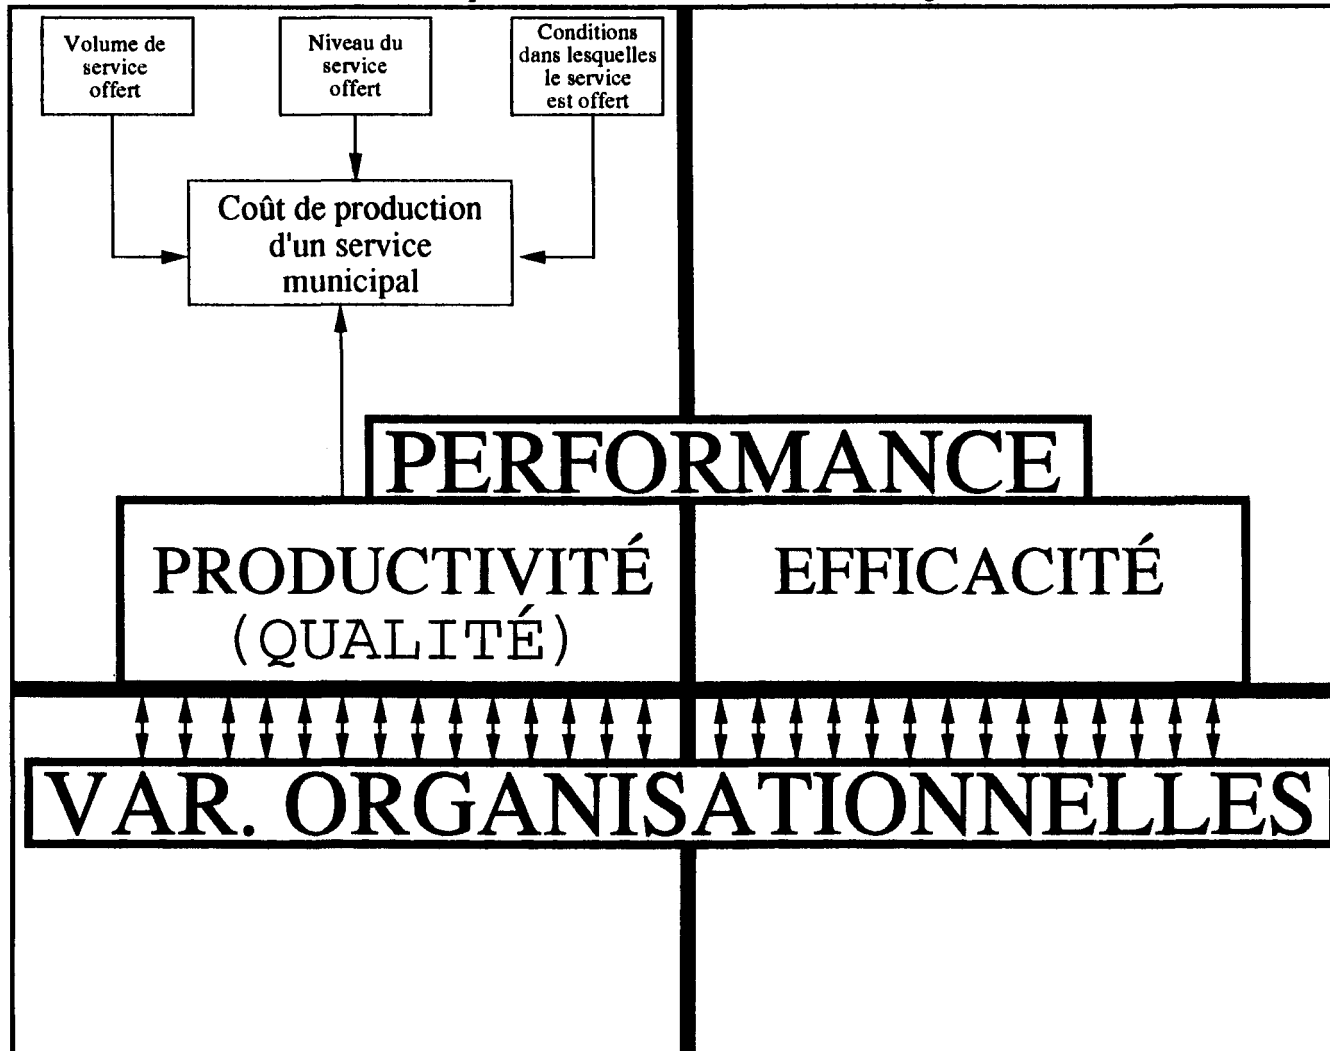 Volume de
service
offert
Niveau du
service
offert
Conditions
dans lesquelles
le service
est offert
Coût de production
d'un service
municipal
PERFORMANCE
PRODUCTIVITÉ
(QUALITÉ)
EFFICACITÉ
VAR. ORGANISATIONNELLES